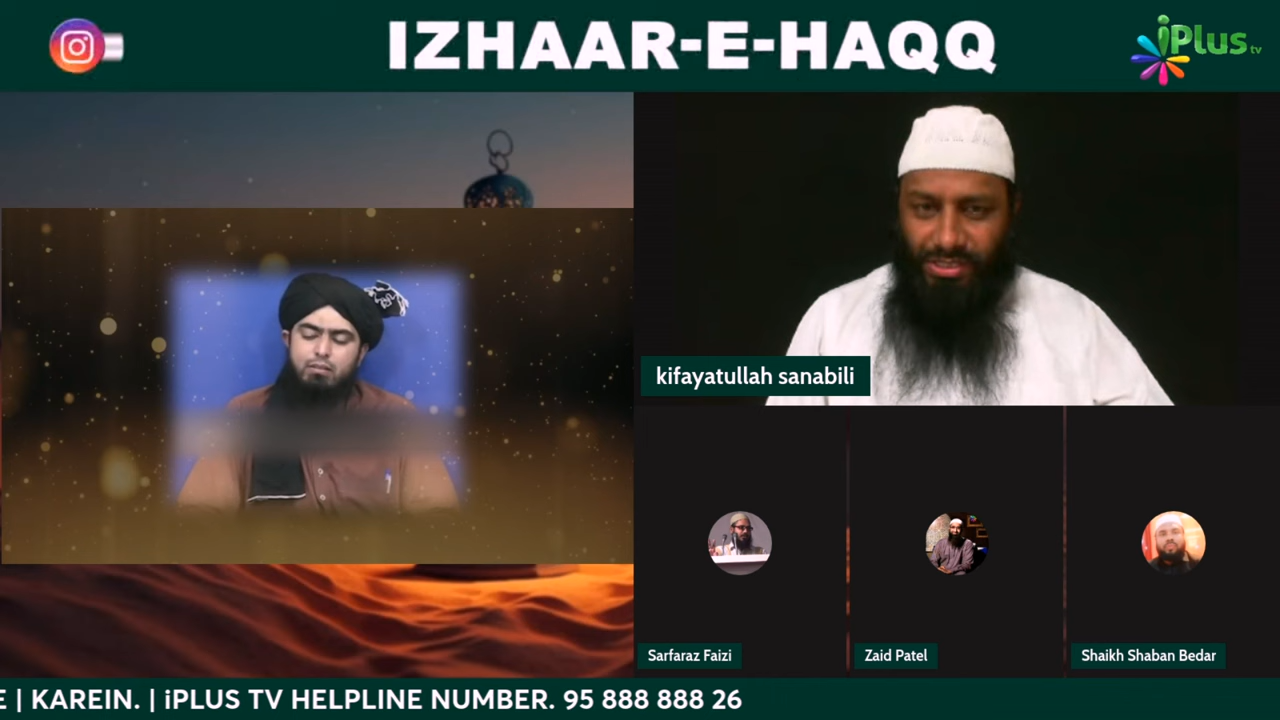 IZHAAR-E-HAQQ
iPlus tv
kifayatullah sanabili
Sarfaraz Faizi
Zaid Patel
Shaikh Shaban Bedar
E | KAREIN. | iPLUS TV HELPLINE NUMBER. 95 888 888 26